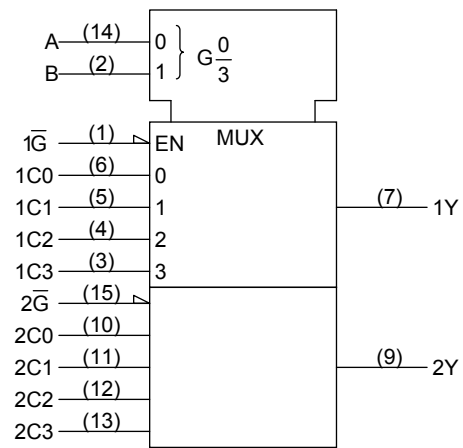 A (14) 0 } G 0/3
B (2) 1
MUX
1G̅ (1) EN
1C0 (6) 0
1C1 (5) 1 (7) 1Y
1C2 (4) 2
1C3 (3) 3
2G̅ (15)
2C0 (10)
2C1 (11) (9) 2Y
2C2 (12)
2C3 (13)